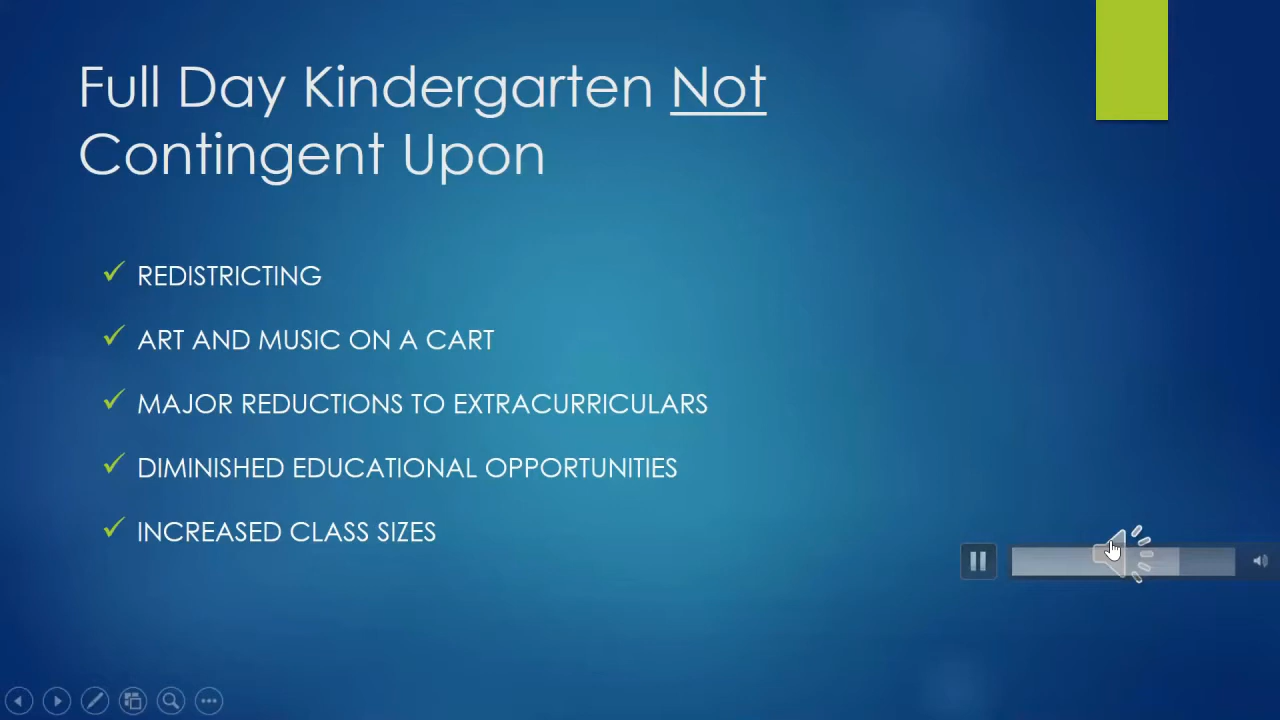 Full Day Kindergarten Not
Contingent Upon
REDISTRICTING
ART AND MUSIC ON A CART
MAJOR REDUCTIONS TO EXTRACURRICULARS
DIMINISHED EDUCATIONAL OPPORTUNITIES
INCREASED CLASS SIZES